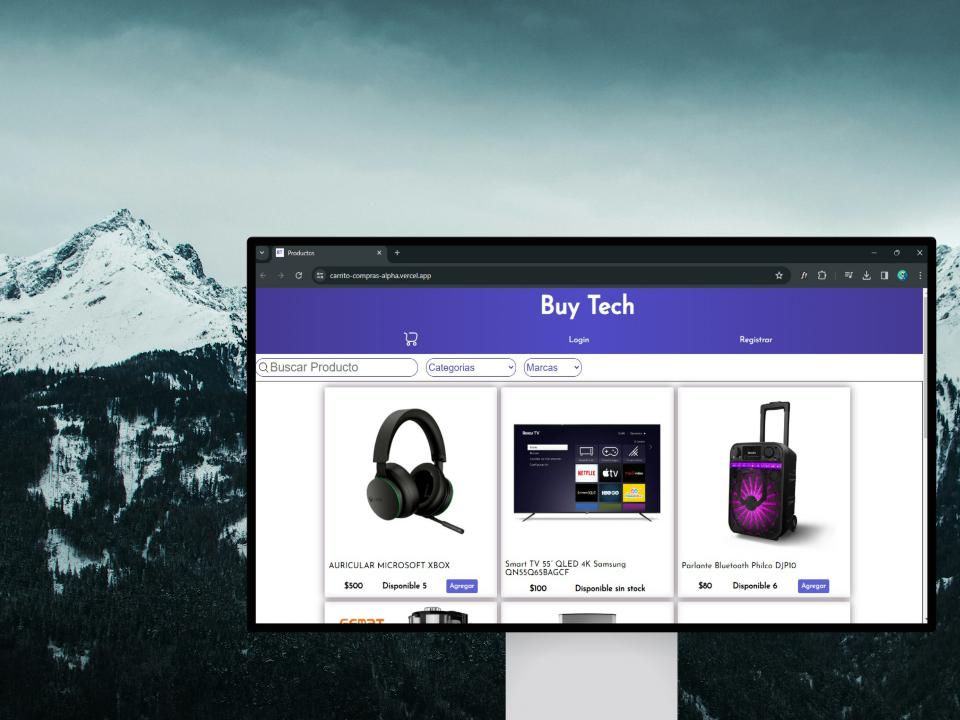 Productos
carrito-compras-alpha.vercel.app
Buy Tech
Login
Registrar
Buscar Producto
Categorias
Marcas
Roku TV
NETFLIX
tv
HBO GO
AURICULAR MICROSOFT XBOX
$500 Disponible 5 Agregar
Smart TV 55" QLED 4K Samsung
QN55Q65BAGCF
$100 Disponible sin stock
Parlante Bluetooth Philco DJP10
$80 Disponible 6 Agregar